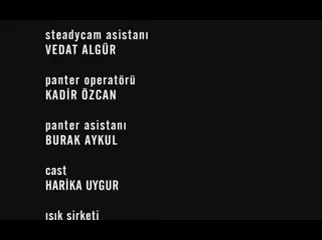 steadycam asistanı
VEDAT ALGÜR
panter operatörü
KADİR ÖZCAN
panter asistanı
BURAK AYKUL
cast
HARİKA UYGUR
ışık şirketi